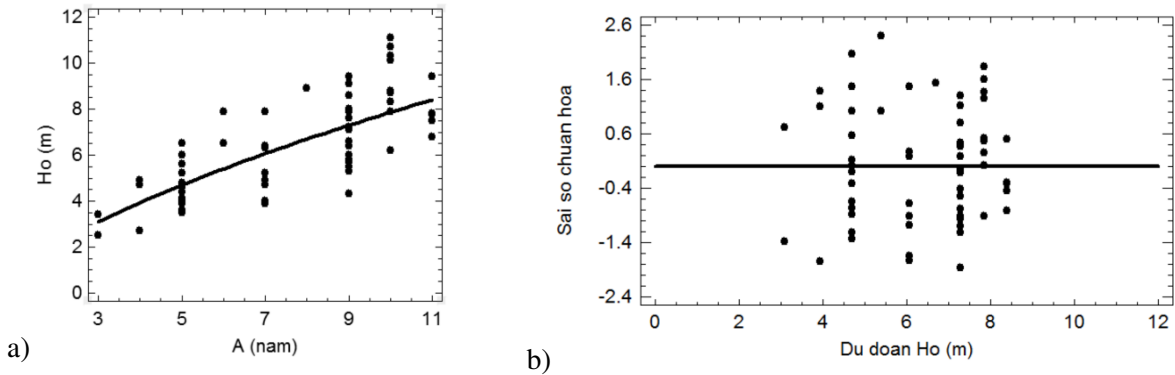 12
10
8
6
4
2
0
Ho (m)
3 5 7 9 11
A (nam)
a)
2.6
1.6
0.6
-0.4
-1.4
-2.4
Sai so chuan hoa
0 2 4 6 8 10 12
Du doan Ho (m)
b)